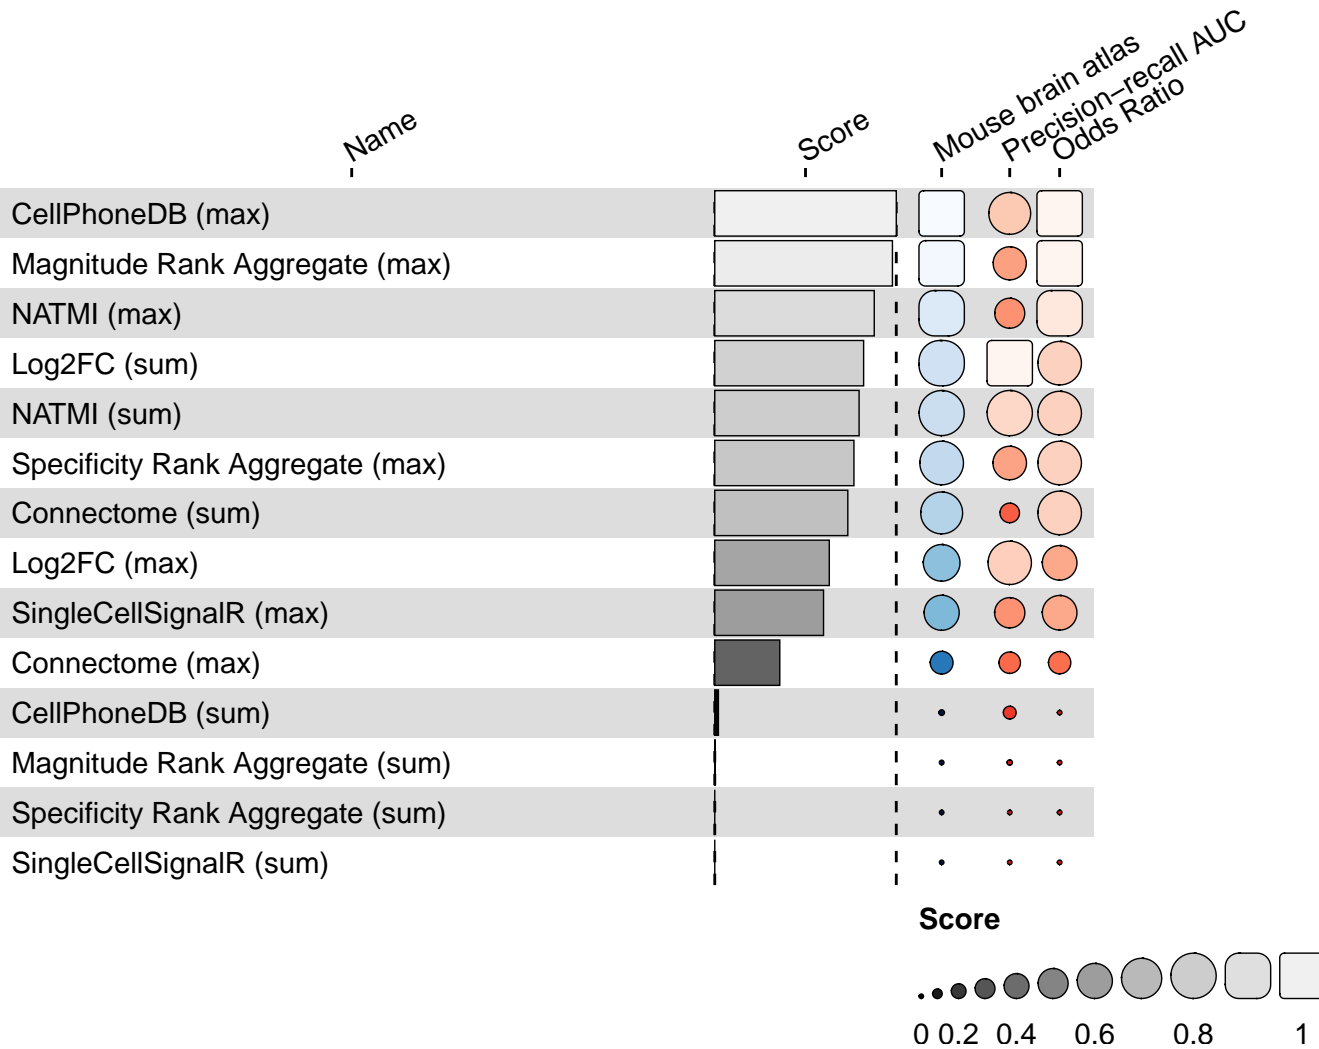 Name
Score
Mouse brain atlas
Precision–recall AUC
Odds Ratio
CellPhoneDB (max)
Magnitude Rank Aggregate (max)
NATMI (max)
Log2FC (sum)
NATMI (sum)
Specificity Rank Aggregate (max)
Connectome (sum)
Log2FC (max)
SingleCellSignalR (max)
Connectome (max)
CellPhoneDB (sum)
Magnitude Rank Aggregate (sum)
Specificity Rank Aggregate (sum)
SingleCellSignalR (sum)
Score
0 0.2 0.4 0.6 0.8 1